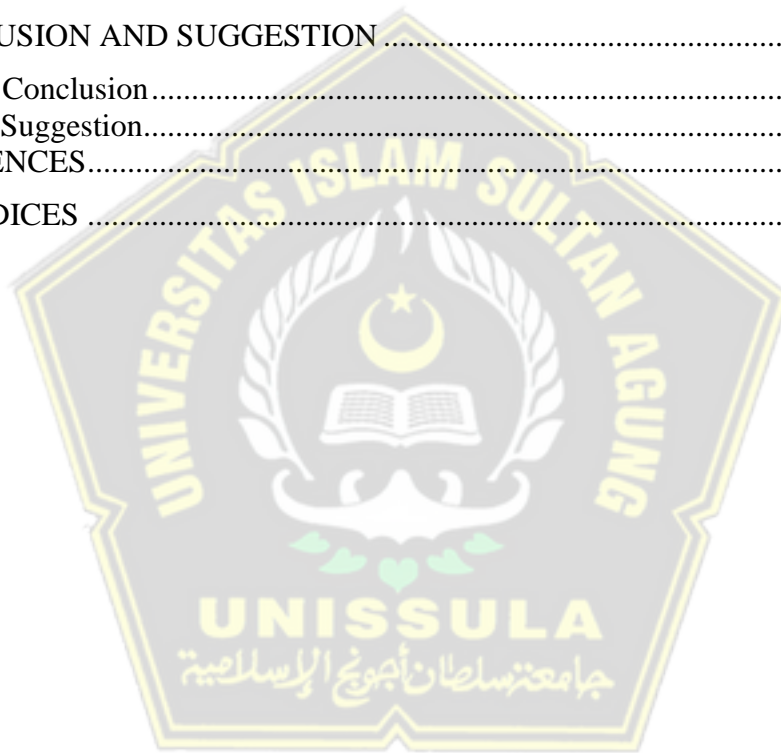 USION AND SUGGESTION
Conclusion
Suggestion
ENCES
DICES
UNIVERSITAS ISLAM SULTAN AGUNG
UNISSULA
جامعة سلطان أجونج الإسلامية